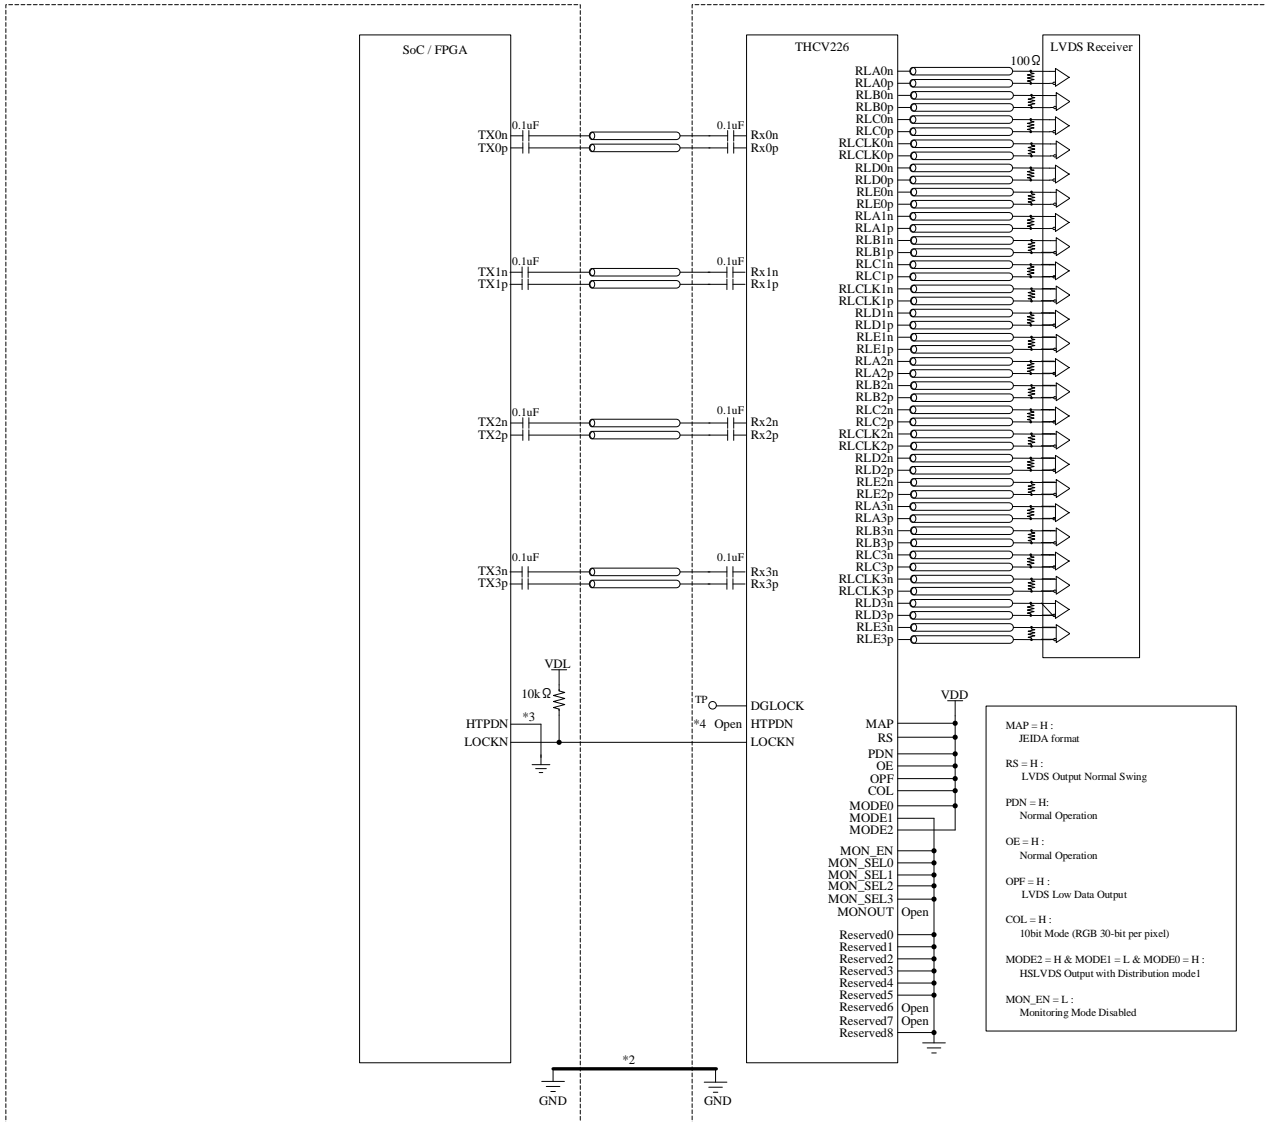 SoC / FPGA
THCV226
LVDS Receiver
100Ω
RLA0n
RLA0p
RLB0n
RLB0p
RLC0n
RLC0p
RLCLK0n
RLCLK0p
RLD0n
RLD0p
RLE0n
RLE0p
RLA1n
RLA1p
RLB1n
RLB1p
RLC1n
RLC1p
RLCLK1n
RLCLK1p
RLD1n
RLD1p
RLE1n
RLE1p
RLA2n
RLA2p
RLB2n
RLB2p
RLC2n
RLC2p
RLCLK2n
RLCLK2p
RLD2n
RLD2p
RLE2n
RLE2p
RLA3n
RLA3p
RLB3n
RLB3p
RLC3n
RLC3p
RLCLK3n
RLCLK3p
RLD3n
RLD3p
RLE3n
RLE3p
0.1uF
0.1uF
TX0n
Rx0n
TX0p
Rx0p
0.1uF
0.1uF
TX1n
Rx1n
TX1p
Rx1p
0.1uF
0.1uF
TX2n
Rx2n
TX2p
Rx2p
0.1uF
0.1uF
TX3n
Rx3n
TX3p
Rx3p
VDL
10kΩ
TP
DGLOCK
HTPDN
*3
*4 Open
HTPDN
LOCKN
LOCKN
VDD
MAP
RS
PDN
OE
OPF
COL
MODE0
MODE1
MODE2
MON_EN
MON_SEL0
MON_SEL1
MON_SEL2
MON_SEL3
MONOUT Open
Reserved0
Reserved1
Reserved2
Reserved3
Reserved4
Reserved5
Reserved6 Open
Reserved7 Open
Reserved8
MAP = H :
JEIDA format
RS = H :
LVDS Output Normal Swing
PDN = H:
Normal Operation
OE = H :
Normal Operation
OPF = H :
LVDS Low Data Output
COL = H :
10bit Mode (RGB 30-bit per pixel)
MODE2 = H & MODE1 = L & MODE0 = H :
HSLVDS Output with Distribution mode1
MON_EN = L :
Monitoring Mode Disabled
*2
GND
GND